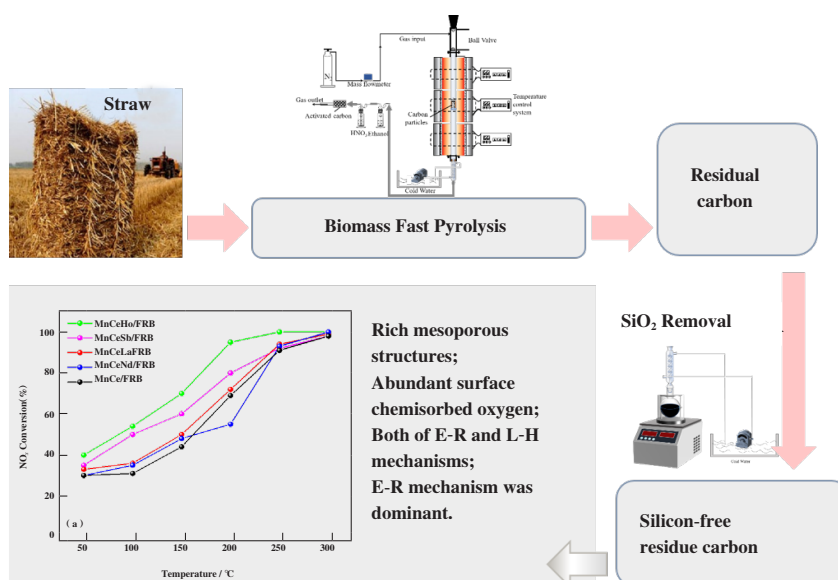 Straw
Gas input
Ball Valve
N₂
Mass flowmeter
Gas outlet
Activated carbon
HNO₃
Ethanol
Carbon
particles
Temperature
control
system
Cold Water
Biomass Fast Pyrolysis
Residual
carbon
SiO₂ Removal
Cold Water
Silicon-free
residue carbon
Rich mesoporous
structures;
Abundant surface
chemisorbed oxygen;
Both of E-R and L-H
mechanisms;
E-R mechanism was
dominant.
MnCeHo/FRB
MnCeSb/FRB
MnCeLaFRB
MnCeNd/FRB
MnCe/FRB
NOₓ Conversion(%)
100
80
60
40
20
0
( a )
50 100 150 200 250 300
Temperature / ℃